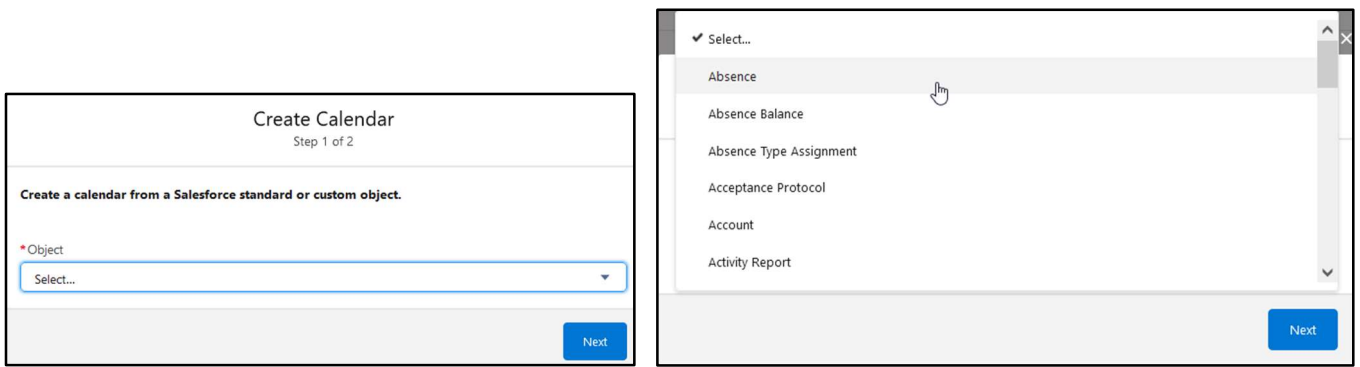 Create Calendar
Step 1 of 2
Create a calendar from a Salesforce standard or custom object.
*Object
Select...
Next
Select...
Absence
Absence Balance
Absence Type Assignment
Acceptance Protocol
Account
Activity Report
Next